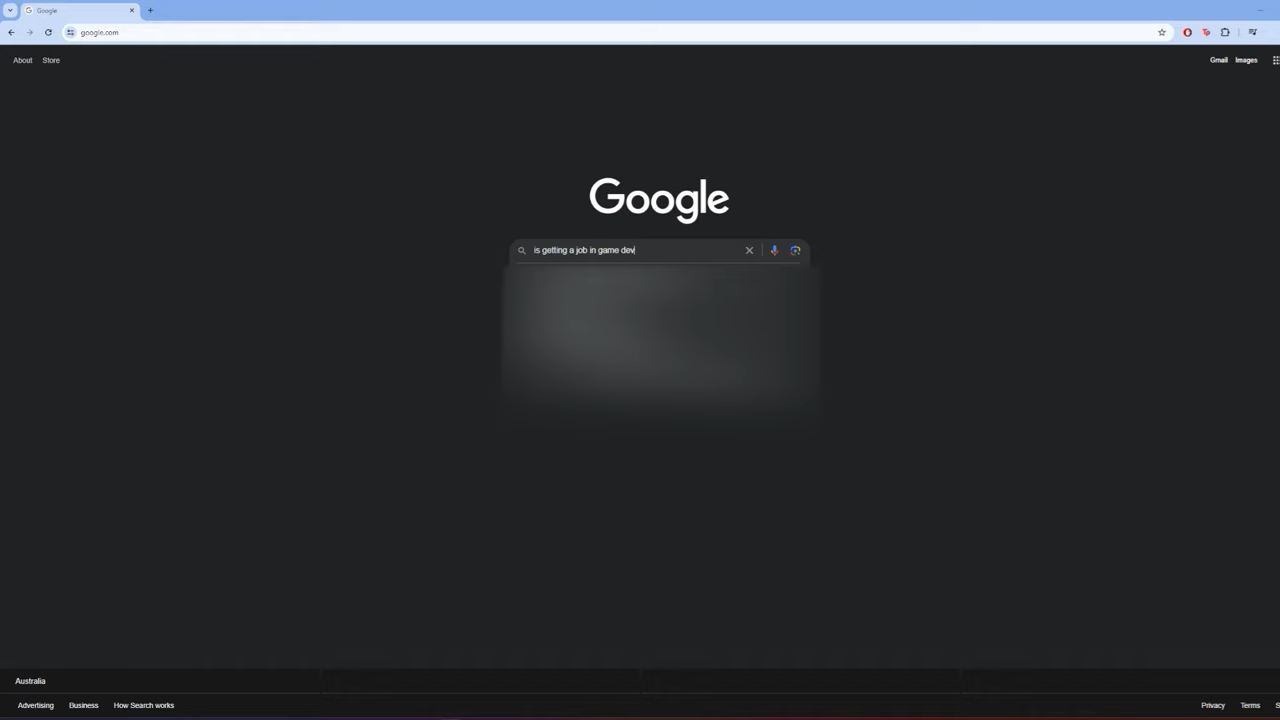 Google
google.com
About Store
Gmail Images
Google
is getting a job in game dev
Australia
Advertising Business How Search works
Privacy Terms